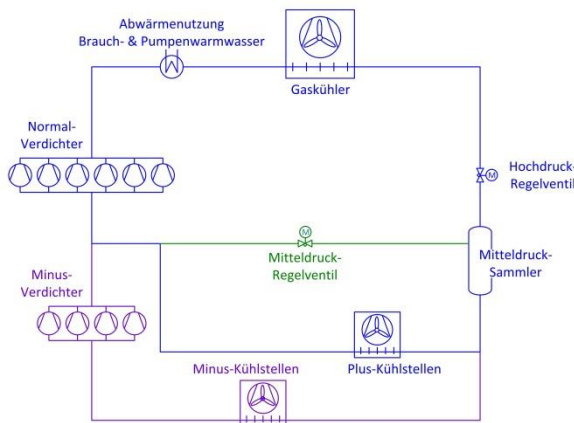 Abwärmenutzung
Brauch- & Pumpenwarmwasser
Gaskühler
Normal-
Verdichter
M
Hochdruck-
Regelventil
M
Mitteldruck-
Regelventil
Mitteldruck-
Sammler
Minus-
Verdichter
Minus-Kühlstellen
Plus-Kühlstellen